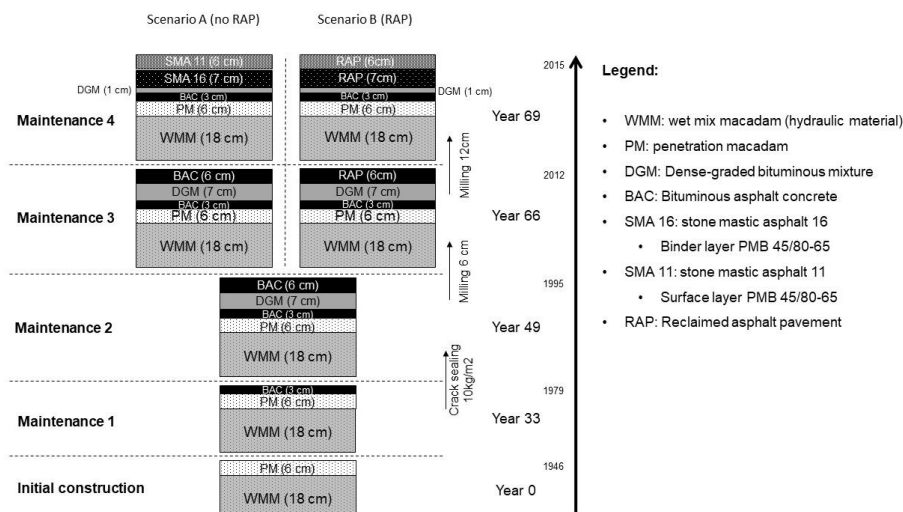 Scenario A (no RAP)
Scenario B (RAP)
SMA 11 (6 cm)
SMA 16 (7 cm)
DGM (1 cm)
BAC (3 cm)
PM (6 cm)
WMM (18 cm)
RAP (6cm)
RAP (7cm)
DGM (1 cm)
BAC (3 cm)
PM (6 cm)
WMM (18 cm)
Maintenance 4
Year 69
2015
Milling 12cm
BAC (6 cm)
DGM (7 cm)
BAC (3 cm)
PM (6 cm)
WMM (18 cm)
RAP (6cm)
DGM (7 cm)
BAC (3 cm)
PM (6 cm)
WMM (18 cm)
Maintenance 3
Year 66
2012
Milling 6 cm
BAC (6 cm)
DGM (7 cm)
BAC (3 cm)
PM (6 cm)
WMM (18 cm)
Maintenance 2
Year 49
1995
Crack sealing
10kg/m2
BAC (3 cm)
PM (6 cm)
WMM (18 cm)
Maintenance 1
Year 33
1979
PM (6 cm)
WMM (18 cm)
Initial construction
Year 0
1946
Legend:
• WMM: wet mix macadam (hydraulic material)
• PM: penetration macadam
• DGM: Dense-graded bituminous mixture
• BAC: Bituminous asphalt concrete
• SMA 16: stone mastic asphalt 16
• Binder layer PMB 45/80-65
• SMA 11: stone mastic asphalt 11
• Surface layer PMB 45/80-65
• RAP: Reclaimed asphalt pavement